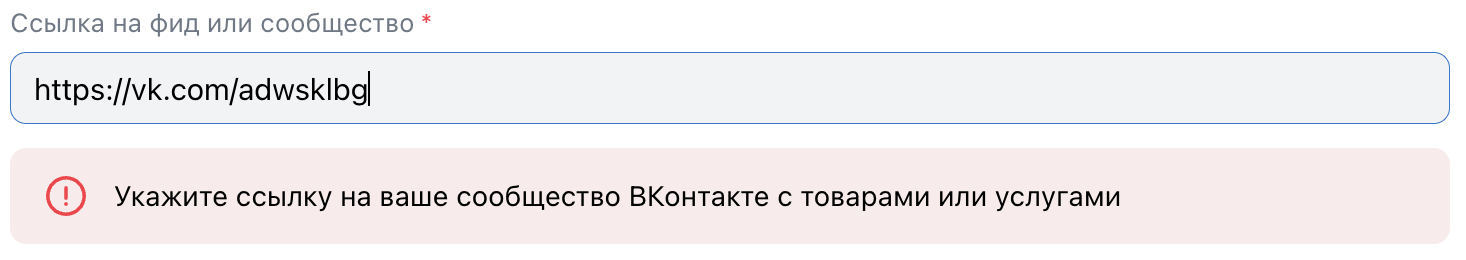 Ссылка на фид или сообщество *
https://vk.com/adwsklbg
Укажите ссылку на ваше сообщество ВКонтакте с товарами или услугами